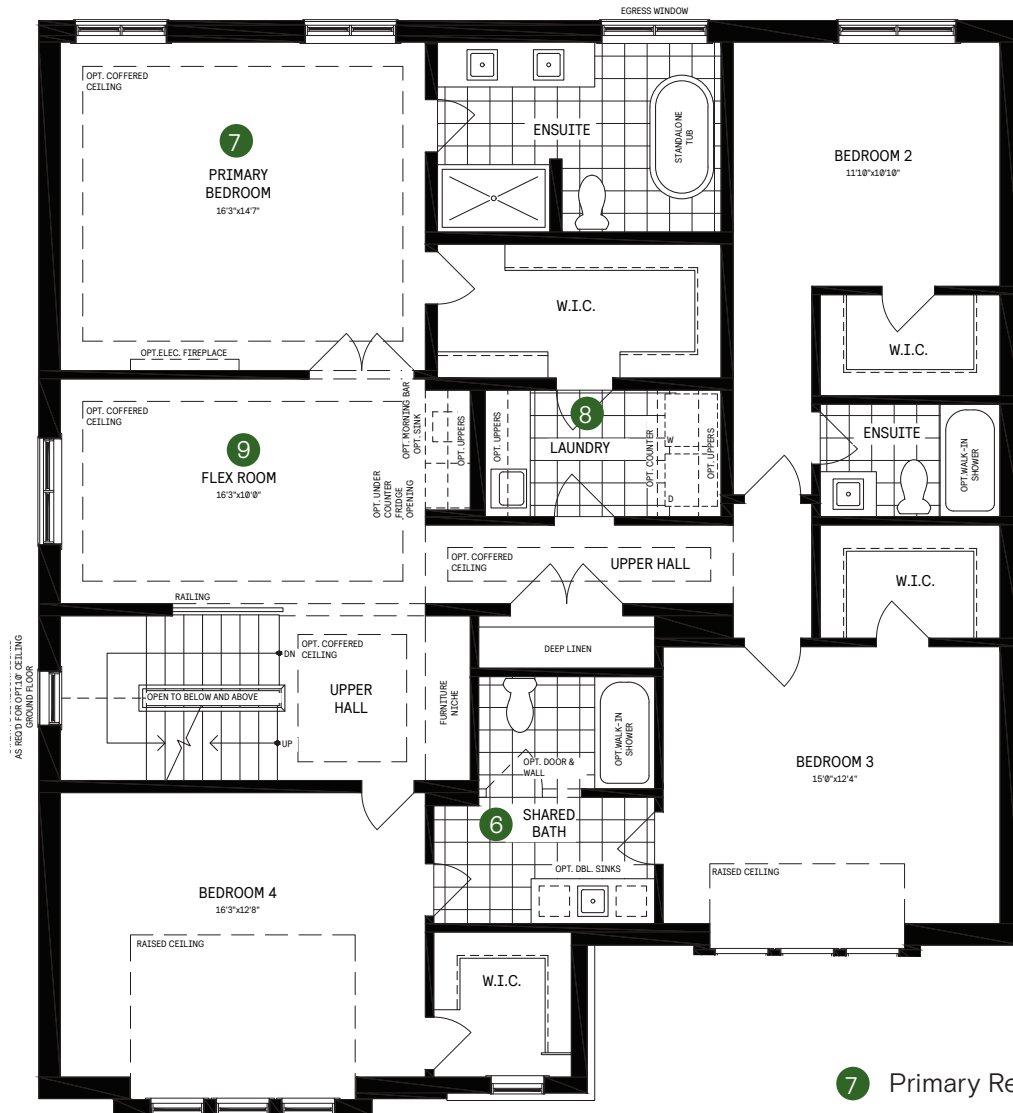 EGRESS WINDOW
OPT. COFFERED
CEILING
7
PRIMARY
BEDROOM
16'3"x14'7"
OPT.ELEC. FIREPLACE
ENSUITE
STANDALONE
TUB
BEDROOM 2
11'10"x10'10"
W.I.C.
W.I.C.
OPT. COFFERED
CEILING
9
FLEX ROOM
16'3"x10'0"
OPT. MORNING BAR
OPT. SINK
OPT. UPPERS
OPT. UNDER
COUNTER
FRIDGE
OPENING
OPT. UPPERS
8
LAUNDRY
OPT. COUNTER
W
D
OPT. UPPERS
ENSUITE
OPT.WALK-IN
SHOWER
OPT. COFFERED
CEILING
UPPER HALL
W.I.C.
RAILING
DEEP LINEN
DN
OPEN TO BELOW AND ABOVE
UP
OPT. COFFERED
CEILING
UPPER
HALL
FURNITURE
NICHE
AS REQ'D FOR OPT.10' CEILING
GROUND FLOOR
OPT.WALK-IN
SHOWER
OPT. DOOR &
WALL
6
SHARED
BATH
OPT. DBL. SINKS
BEDROOM 3
15'0"x12'4"
RAISED CEILING
BEDROOM 4
16'3"x12'8"
RAISED CEILING
W.I.C.
7 Primary Re